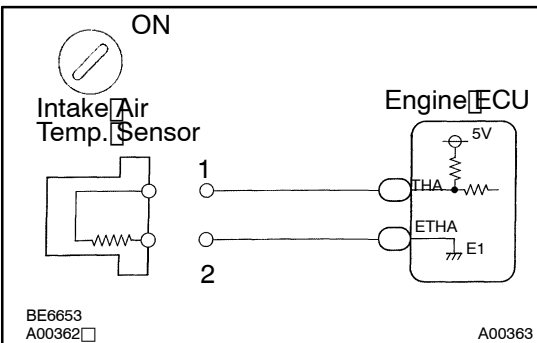 ON
Intake Air
Temp. Sensor
Engine ECU
5V
1
THA
ETHA
E1
2
BE6653
A00362
A00363